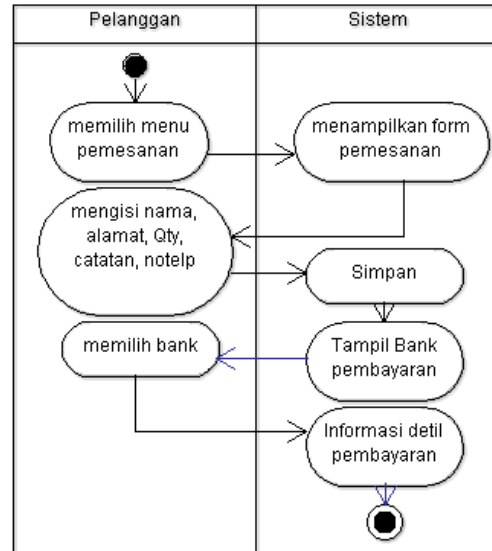 Pelanggan
Sistem
memilih menu
pemesanan
menampilkan form
pemesanan
mengisi nama,
alamat, Qty,
catatan, notelp
Simpan
memilih bank
Tampil Bank
pembayaran
Informasi detil
pembayaran